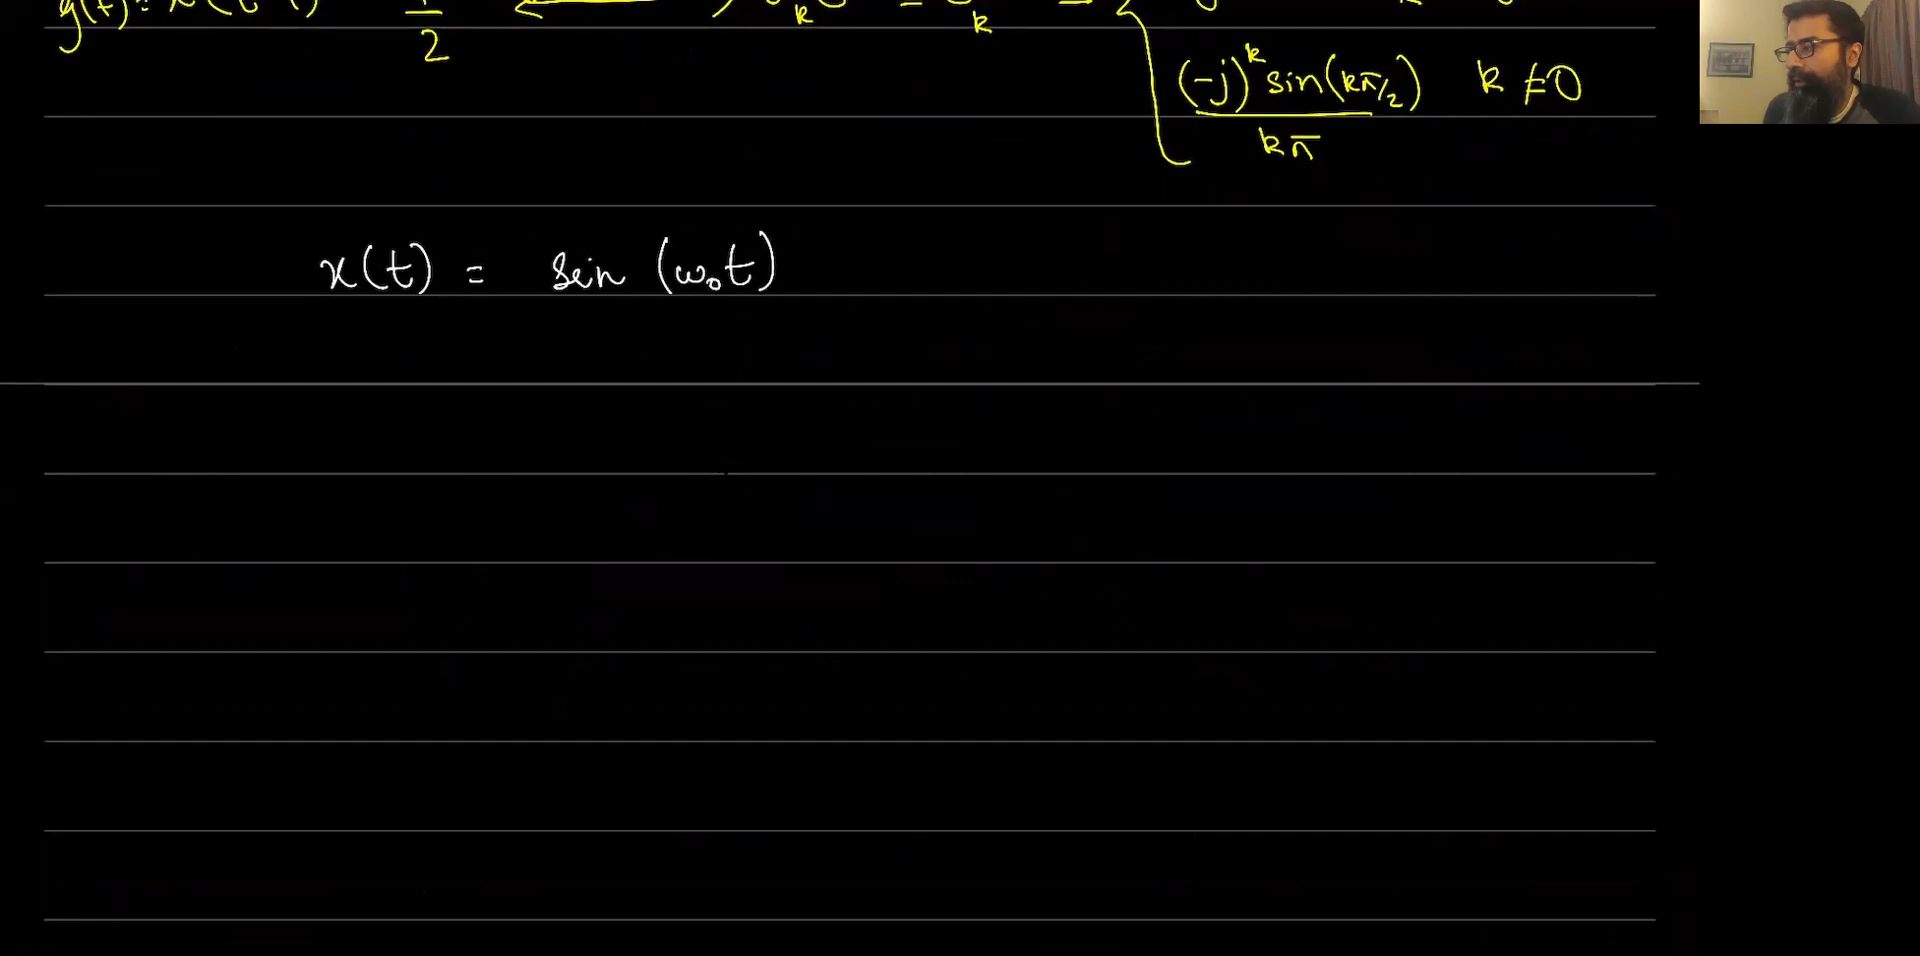 2 k k
(-j)^k sin(kπ/2) k ≠ 0
kπ
x(t) = sin (ω₀t)